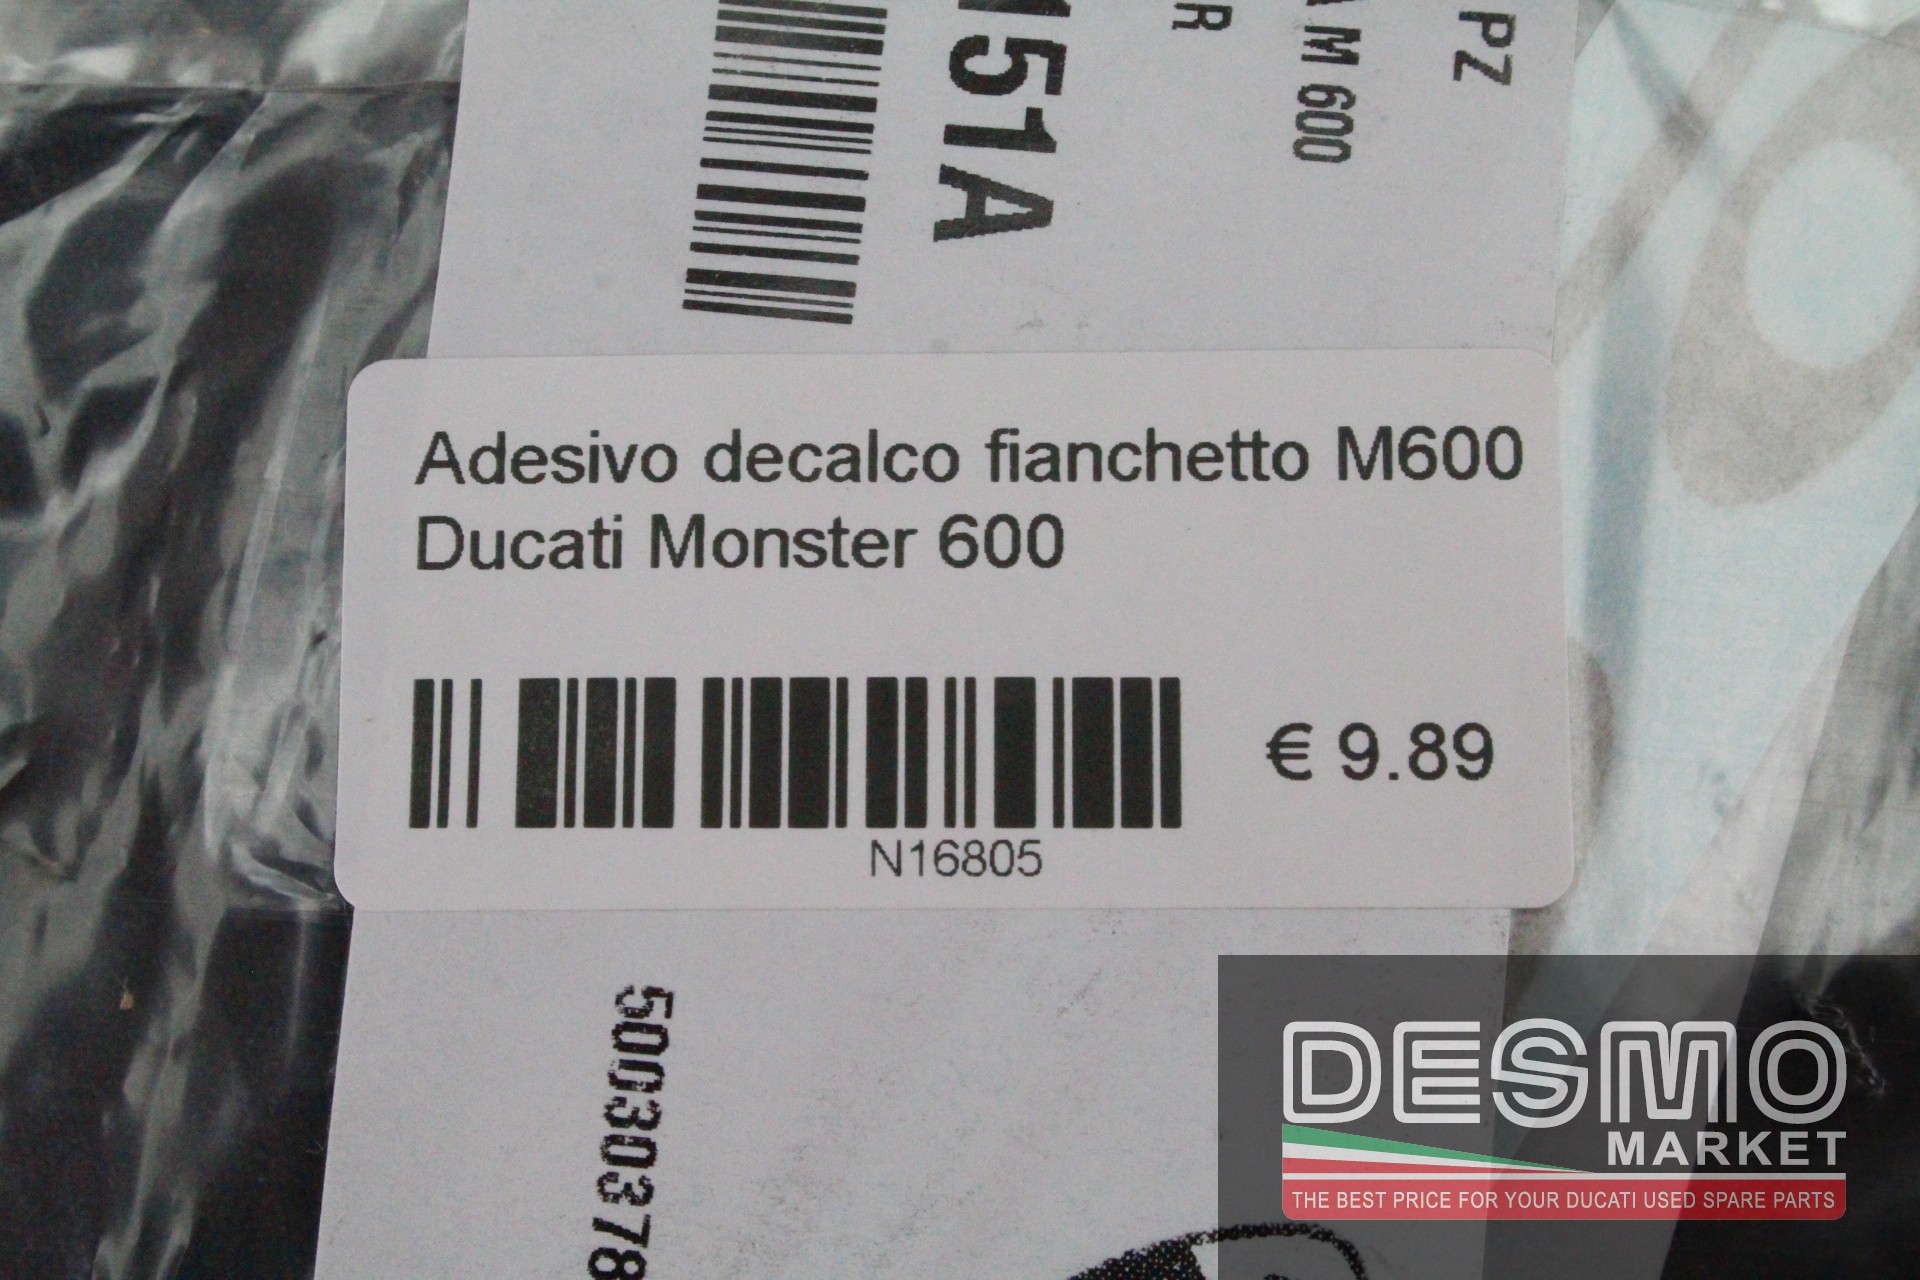 151A
R
M 600
PZ
Adesivo decalco fianchetto M600
Ducati Monster 600
€ 9.89
N16805
50030378
DESMO
MARKET
THE BEST PRICE FOR YOUR DUCATI USED SPARE PARTS